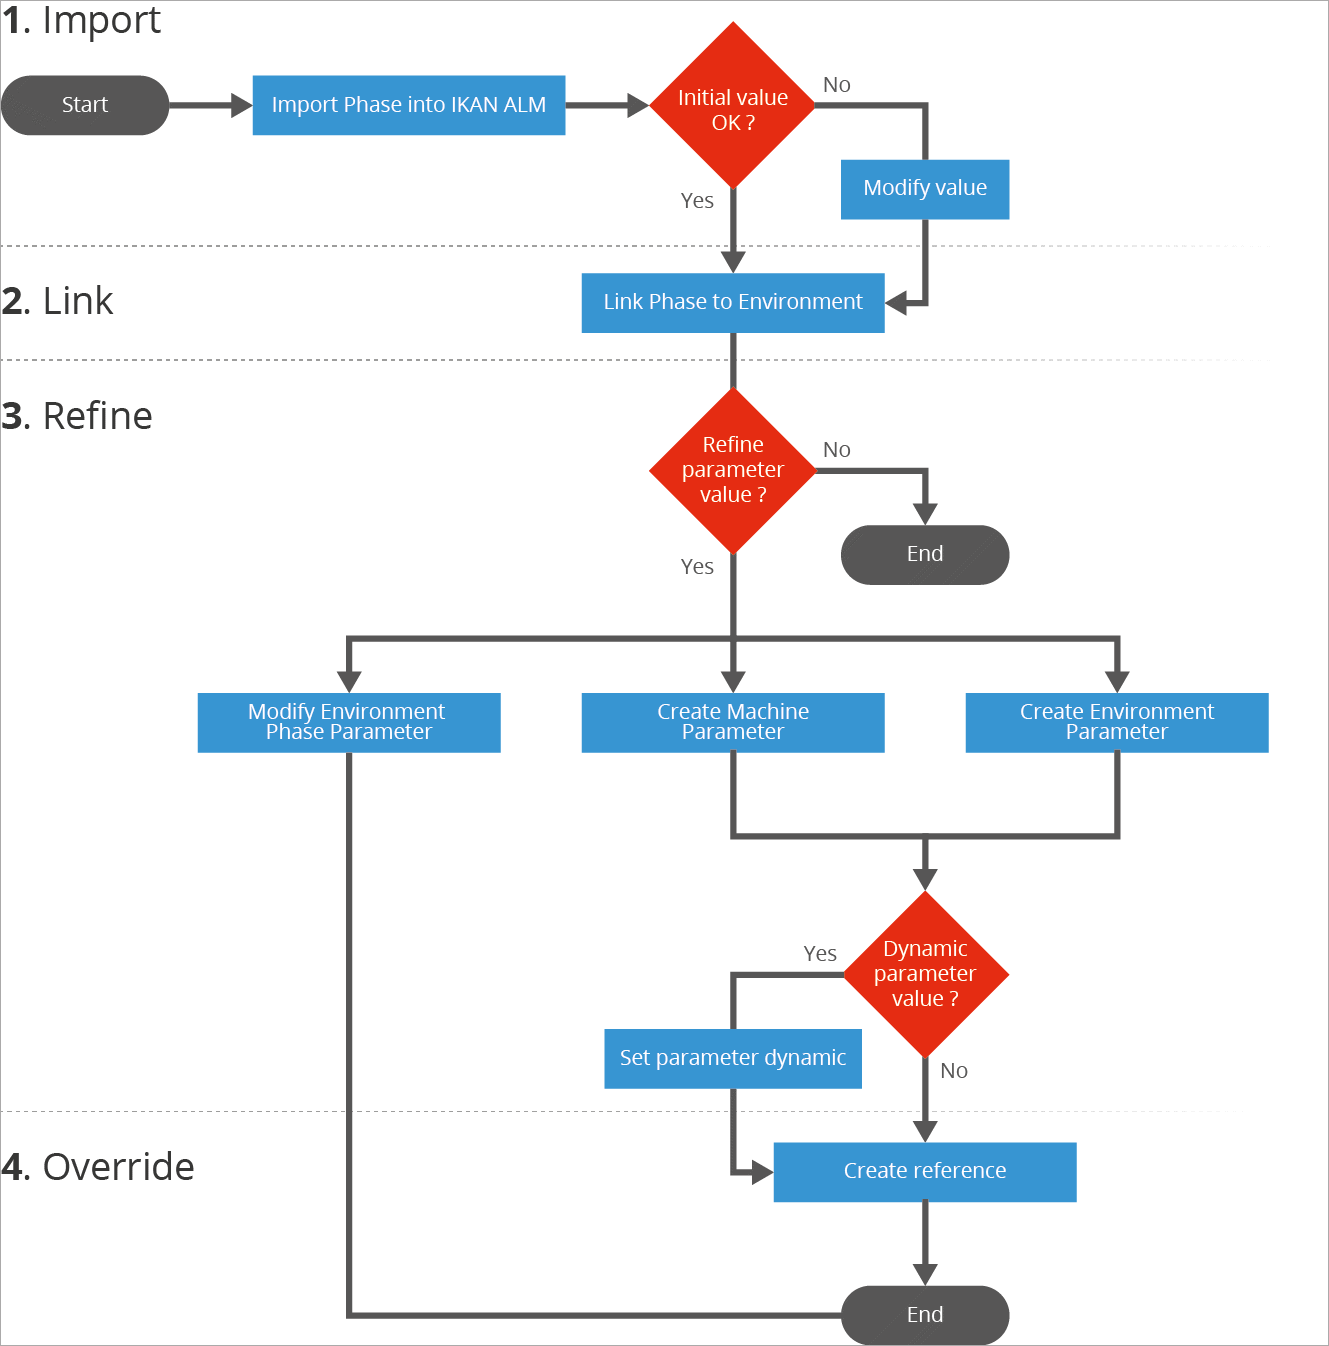 1. Import
Start
Import Phase into IKAN ALM
Initial value
OK ?
No
Modify value
Yes
2. Link
Link Phase to Environment
3. Refine
Refine
parameter
value ?
No
End
Yes
Modify Environment
Phase Parameter
Create Machine
Parameter
Create Environment
Parameter
Yes
Dynamic
parameter
value ?
Set parameter dynamic
No
4. Override
Create reference
End